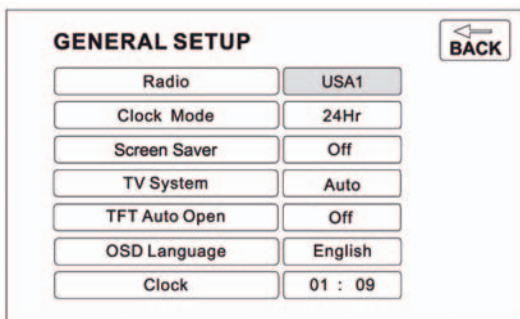 GENERAL SETUP
BACK
Radio USA1
Clock Mode 24Hr
Screen Saver Off
TV System Auto
TFT Auto Open Off
OSD Language English
Clock 01 : 09